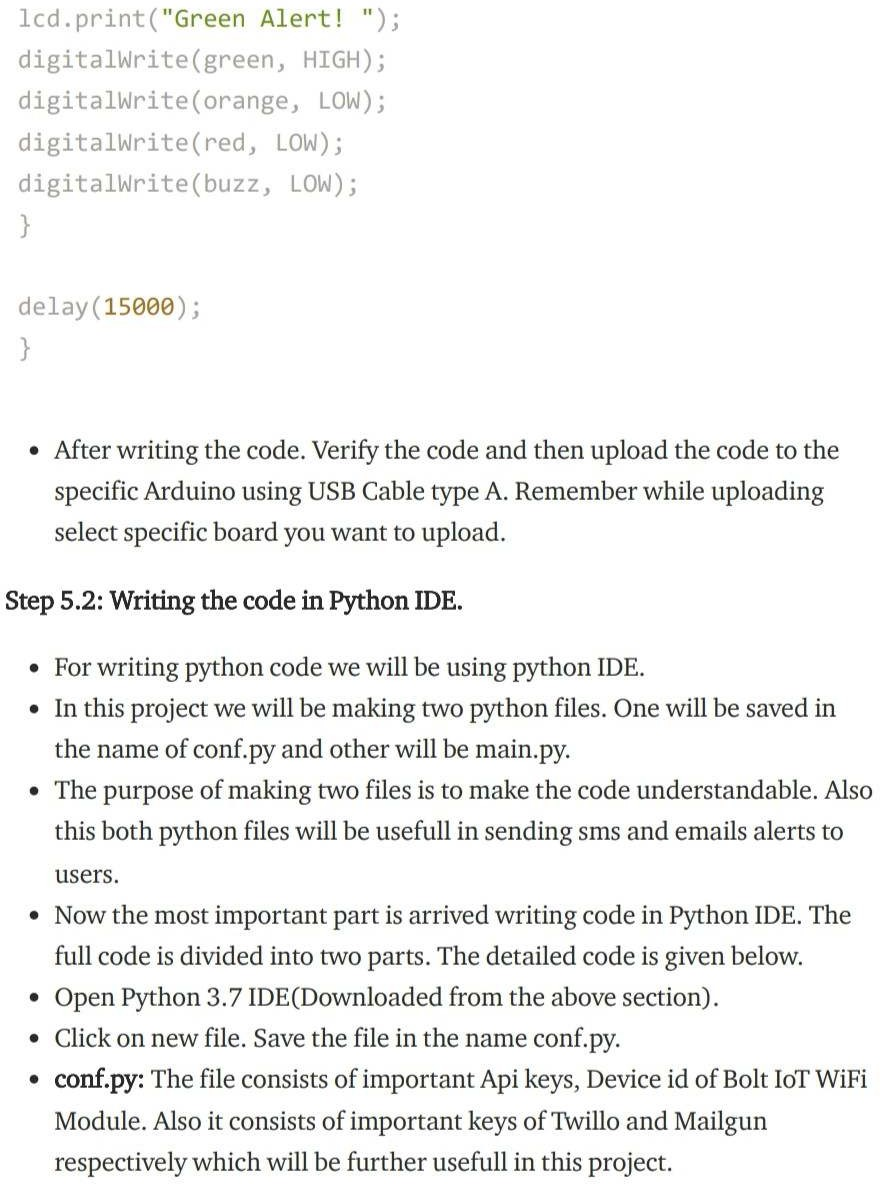 lcd.print("Green Alert! ");
digitalWrite(green, HIGH);
digitalWrite(orange, LOW);
digitalWrite(red, LOW);
digitalWrite(buzz, LOW);
}
delay(15000);
}
• After writing the code. Verify the code and then upload the code to the
specific Arduino using USB Cable type A. Remember while uploading
select specific board you want to upload.
Step 5.2: Writing the code in Python IDE.
• For writing python code we will be using python IDE.
• In this project we will be making two python files. One will be saved in
the name of conf.py and other will be main.py.
• The purpose of making two files is to make the code understandable. Also
this both python files will be usefull in sending sms and emails alerts to
users.
• Now the most important part is arrived writing code in Python IDE. The
full code is divided into two parts. The detailed code is given below.
• Open Python 3.7 IDE(Downloaded from the above section).
• Click on new file. Save the file in the name conf.py.
• conf.py: The file consists of important Api keys, Device id of Bolt IoT WiFi
Module. Also it consists of important keys of Twillo and Mailgun
respectively which will be further usefull in this project.